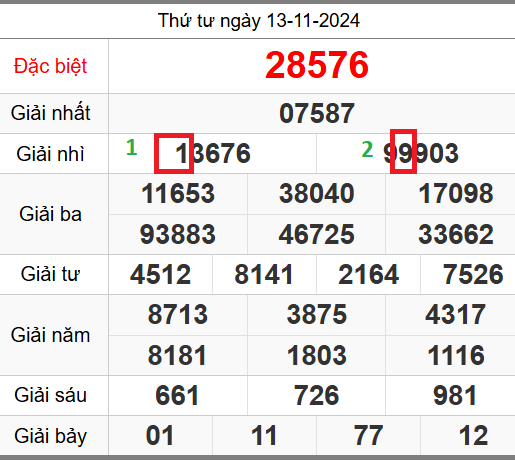 Thứ tư ngày 13-11-2024
Đặc biệt 28576
Giải nhất 07587
Giải nhì 1 13676 2 99903
Giải ba 11653 38040 17098
93883 46725 33662
Giải tư 4512 8141 2164 7526
Giải năm 8713 3875 4317
8181 1803 1116
Giải sáu 661 726 981
Giải bảy 01 11 77 12